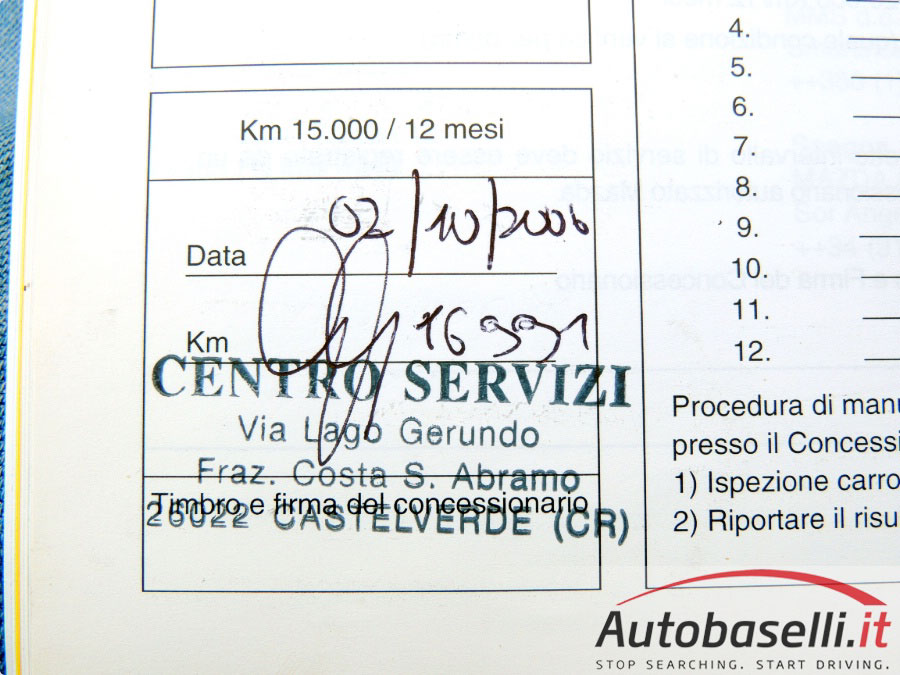 Km 15.000 / 12 mesi
Data 02/10/2006
Km 16991
CENTRO SERVIZI
Via Lago Gerundo
Fraz. Costa S. Abramo
Timbro e firma del concessionario
26022 CASTELVERDE (CR)
4.
5.
6.
7.
8.
9.
10.
11.
12.
Procedura di manu
presso il Concessi
1) Ispezione carro
2) Riportare il risu
Autobaselli.it
STOP SEARCHING. START DRIVING.